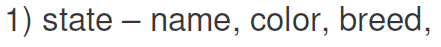 1) state – name, color, breed,